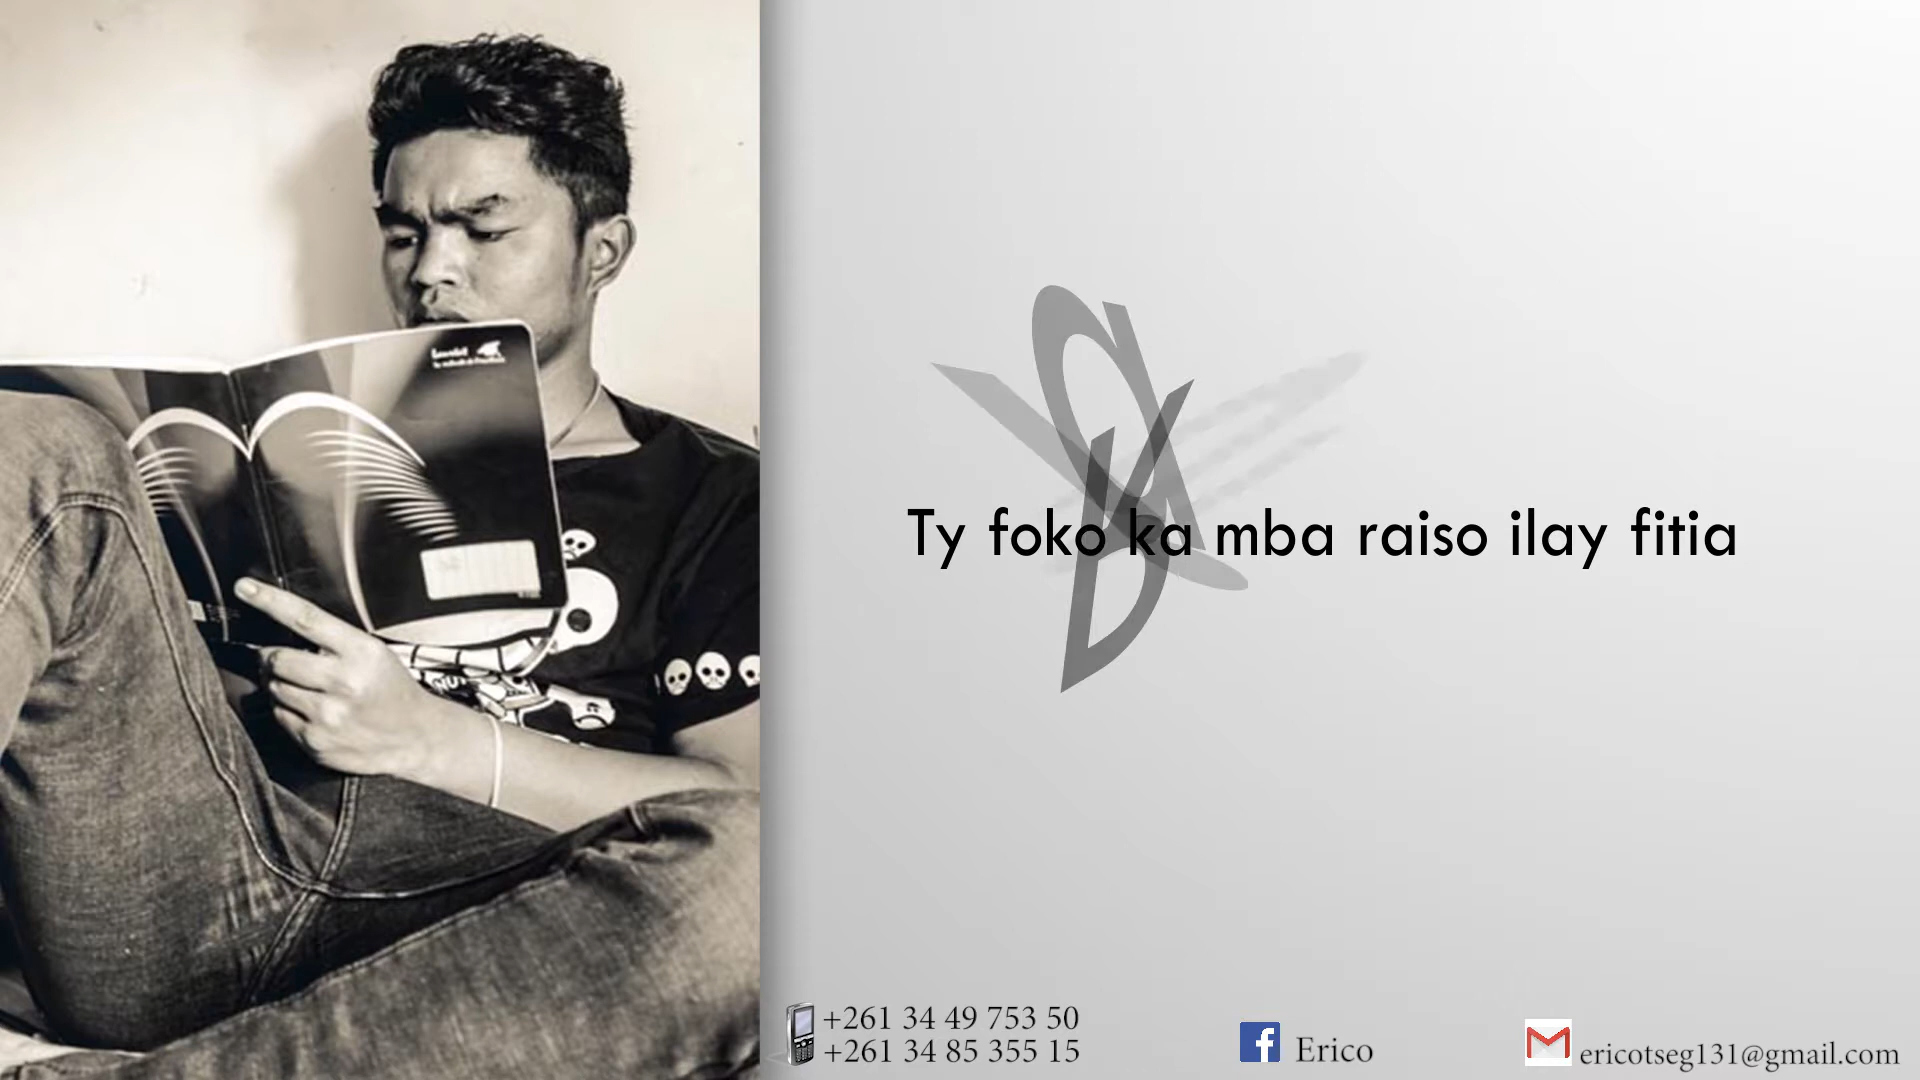 Ty foko ka mba raiso ilay fitia
+261 34 49 753 50
+261 34 85 355 15
Erico
ericotseg131@gmail.com